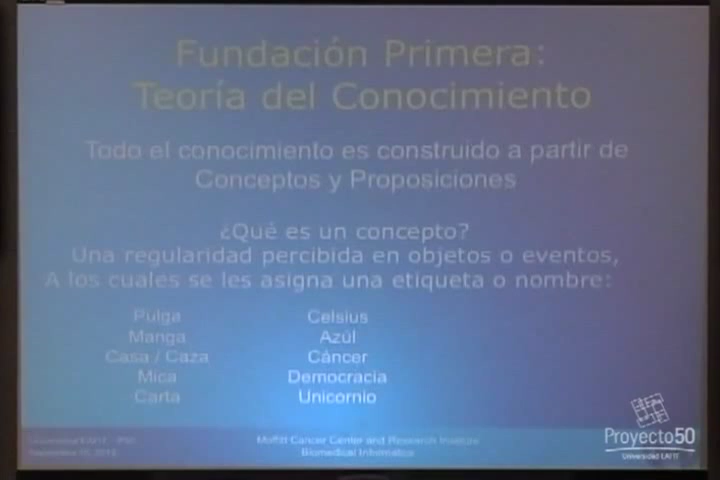 Fundación Primera:
Teoría del Conocimiento
Todo el conocimiento es construido a partir de
Conceptos y Proposiciones
¿Qué es un concepto?
Una regularidad percibida en objetos o eventos,
A los cuales se les asigna una etiqueta o nombre:
Pulga
Manga
Casa / Caza
Mica
Carta
Celsius
Azúl
Cáncer
Democracia
Unicornio
Moffitt Cancer Center and Research Institute
Biomedical Informatics
Proyecto50
Universidad EAFIT